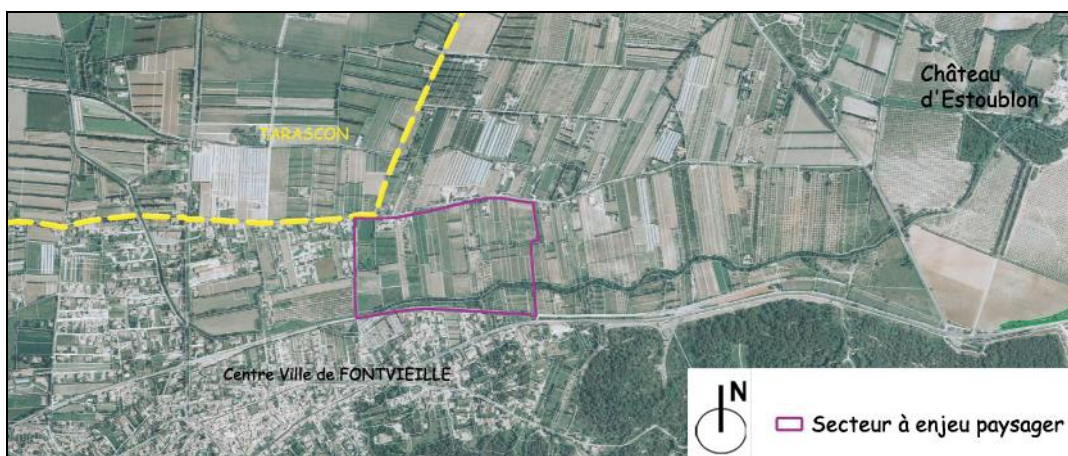 Château
d'Estoublon
TARASCON
Centre Ville de FONTVIEILLE
N
Secteur à enjeu paysager